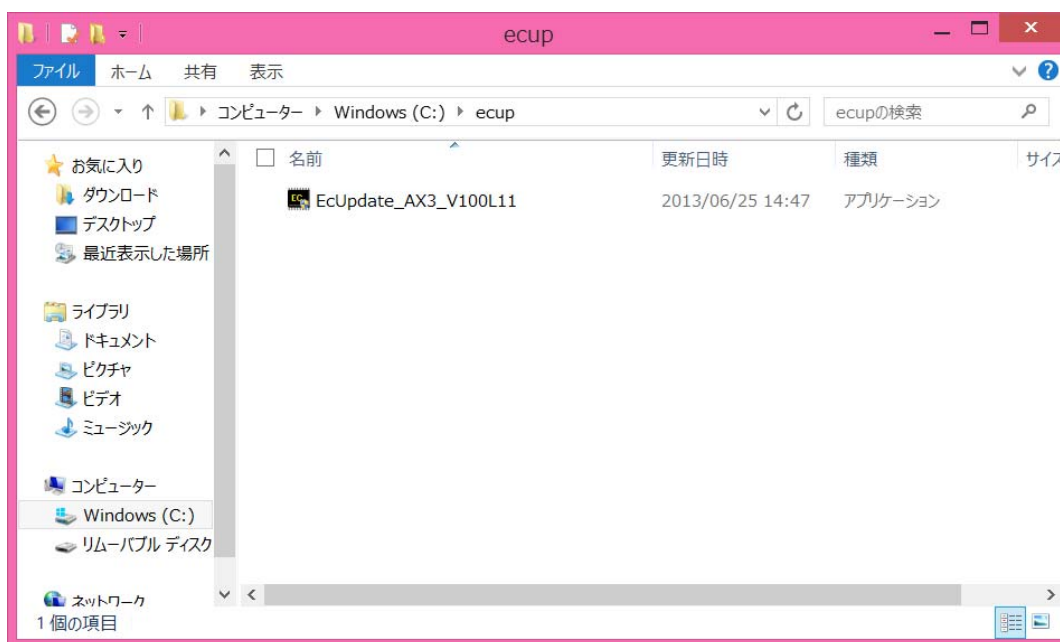 ecup
ファイル ホーム 共有 表示
コンピューター Windows (C:) ecup
ecupの検索
お気に入り
ダウンロード
デスクトップ
最近表示した場所
ライブラリ
ドキュメント
ピクチャ
ビデオ
ミュージック
コンピューター
Windows (C:)
リムーバブル ディスク
ネットワーク
名前 更新日時 種類 サイズ
EC EcUpdate_AX3_V100L11 2013/06/25 14:47 アプリケーション
1 個の項目